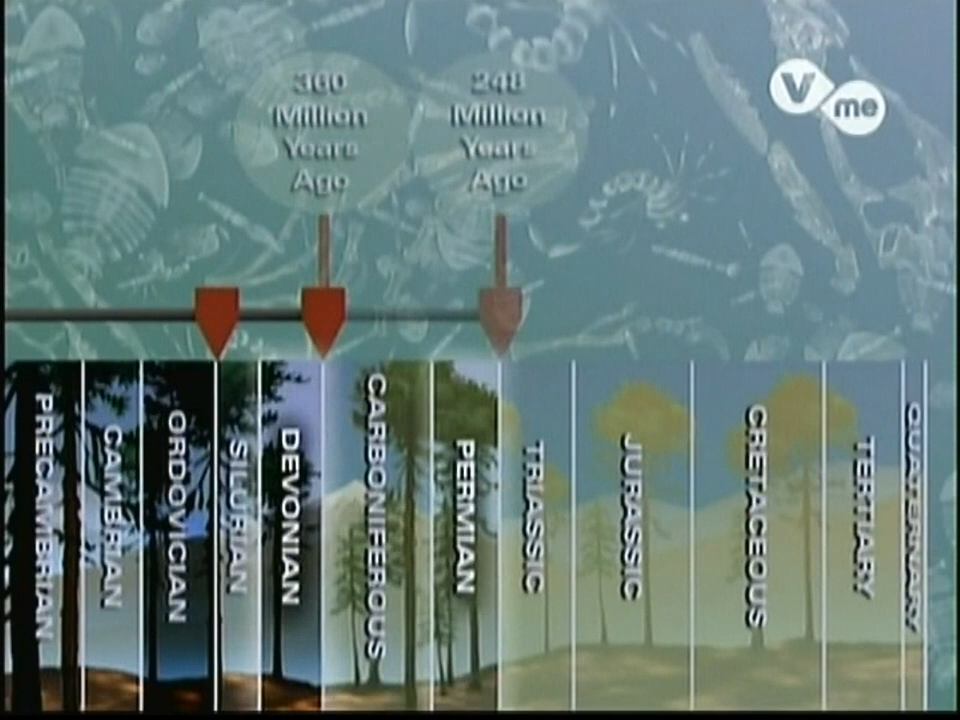 360
Million
Years
Ago
248
Million
Years
Ago
V me
PRECAMBRIAN
CAMBRIAN
ORDOVICIAN
SILURIAN
DEVONIAN
CARBONIFEROUS
PERMIAN
TRIASSIC
JURASSIC
CRETACEOUS
TERTIARY
QUATERNARY